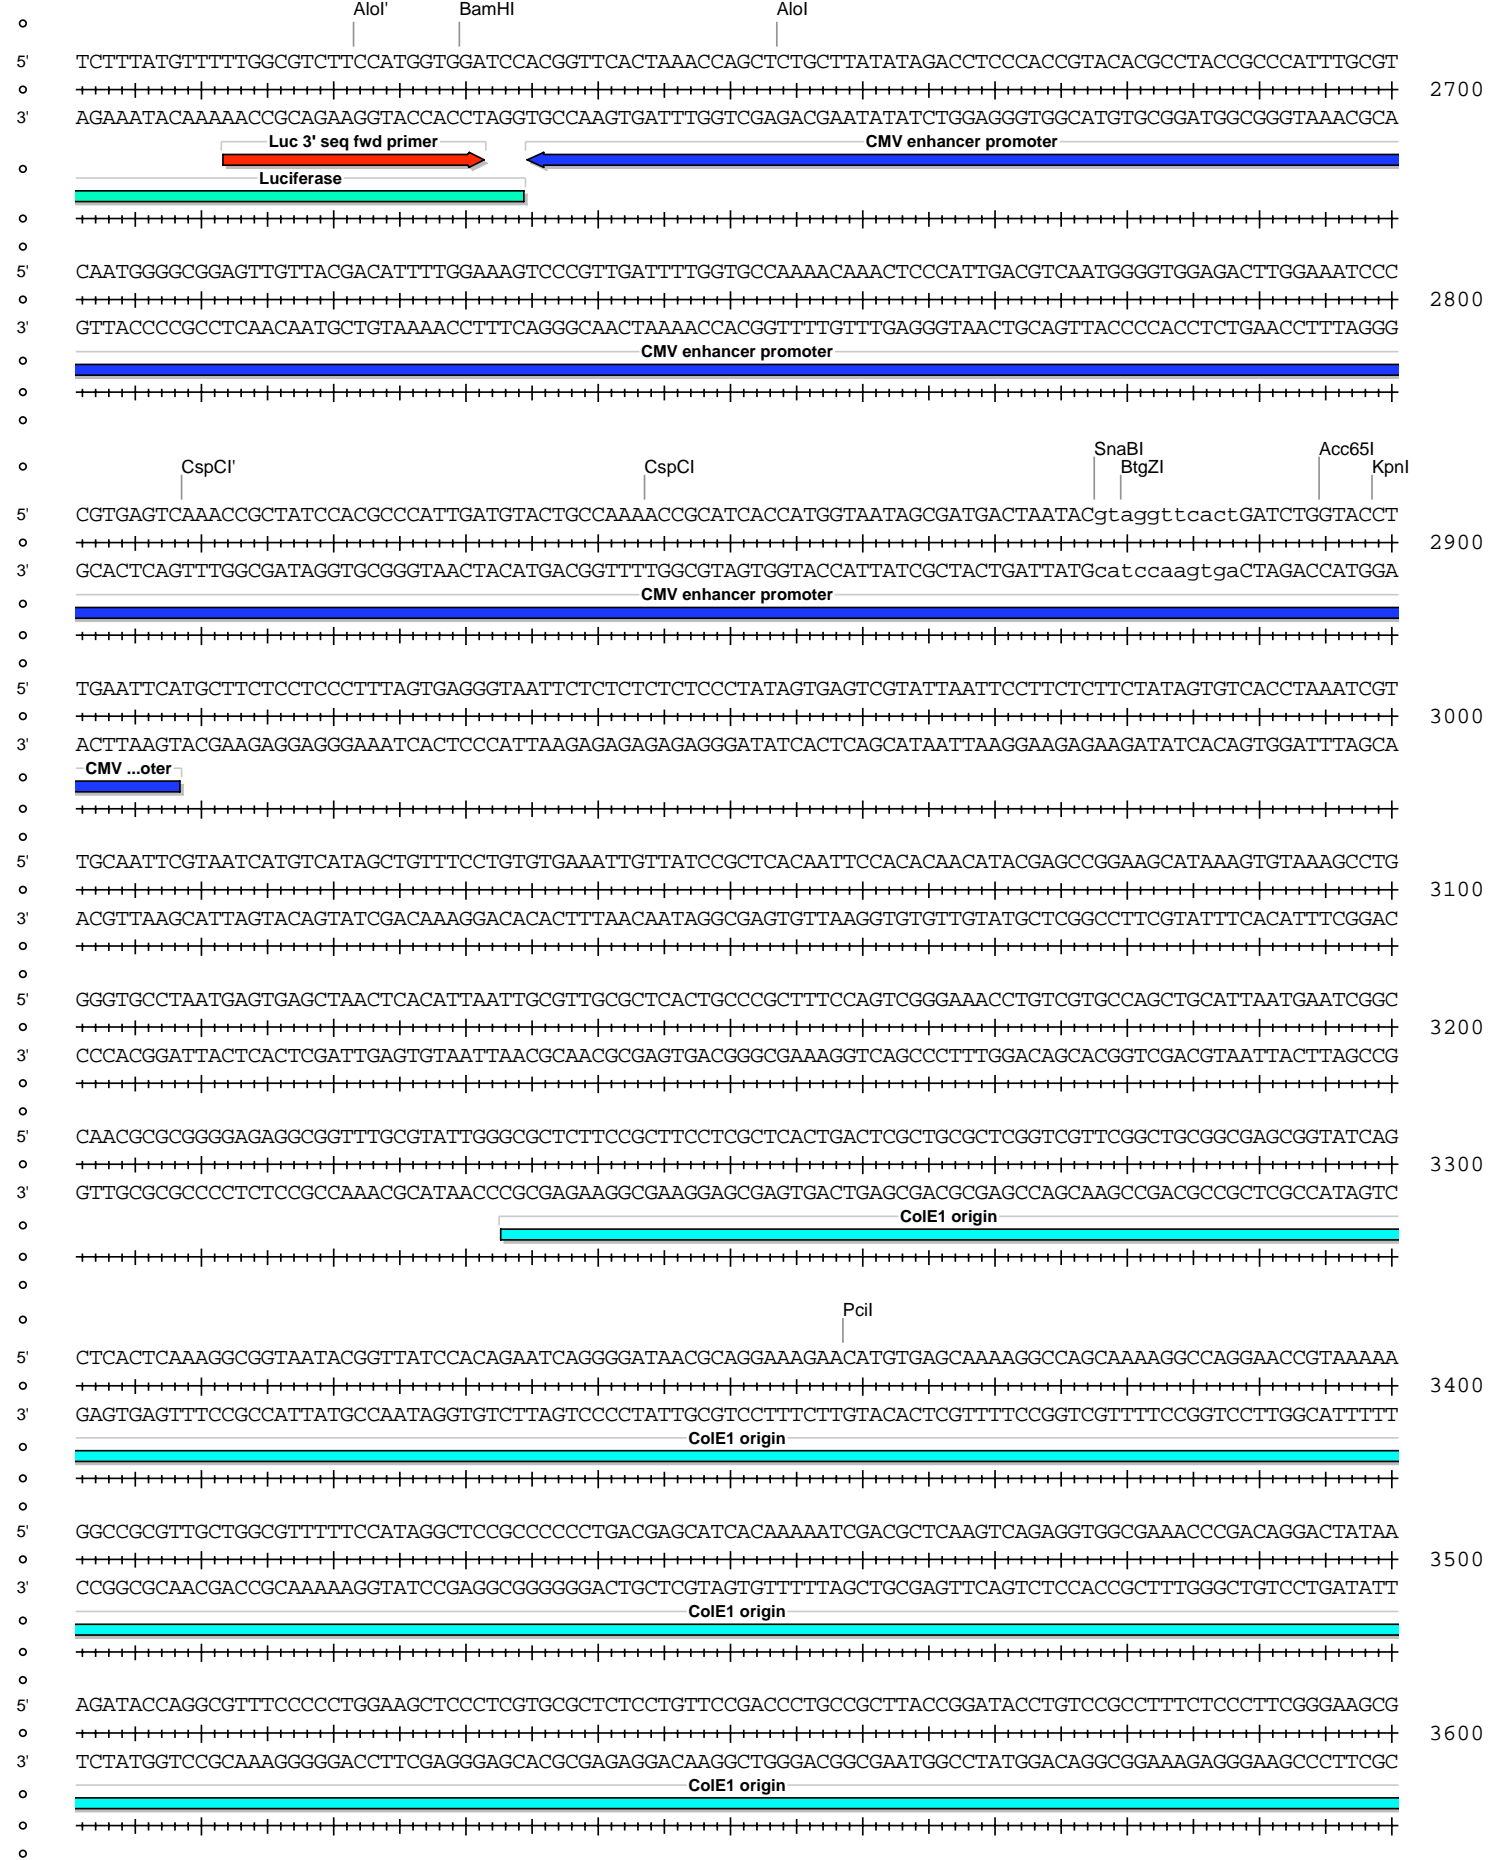 AloI' BamHI AloI
5' TCTTTATGTTTTTGGCGTCTTCCATGGTGGATCCACGGTTCACTAAACCAGCTCTGCTTATATAGACCTCCCACCGTACACGCCTACCGCCCATTTGCGT
2700
3' AGAAATACAAAAACCGCAGAAGGTACCACCTAGGTGCCAAGTGATTTGGTCGAGACGAATATATCTGGAGGGTGGCATGTGCGGATGGCGGGTAAACGCA
Luc 3' seq fwd primer CMV enhancer promoter
Luciferase
5' CAATGGGGCGGAGTTGTTACGACATTTTGGAAAGTCCCGTTGATTTTGGTGCCAAAACAAACTCCCATTGACGTCAATGGGGTGGAGACTTGGAAATCCC
2800
3' GTTACCCCGCCTCAACAATGCTGTAAAACCTTTCAGGGCAACTAAAACCACGGTTTTGTTTGAGGGTAACTGCAGTTACCCCACCTCTGAACCTTTAGGG
CMV enhancer promoter
SnaBI Acc65I
CspCI' CspCI BtgZI KpnI
5' CGTGAGTCAAACCGCTATCCACGCCCATTGATGTACTGCCAAAACCGCATCACCATGGTAATAGCGATGACTAATACgtaggttcactGATCTGGTACCT
2900
3' GCACTCAGTTTGGCGATAGGTGCGGGTAACTACATGACGGTTTTGGCGTAGTGGTACCATTATCGCTACTGATTATGcatccaagtgaCTAGACCATGGA
CMV enhancer promoter
5' TGAATTCATGCTTCTCCTCCCTTTAGTGAGGGTAATTCTCTCTCTCTCCCTATAGTGAGTCGTATTAATTCCTTCTCTTCTATAGTGTCACCTAAATCGT
3000
3' ACTTAAGTACGAAGAGGAGGGAAATCACTCCCATTAAGAGAGAGAGAGGGATATCACTCAGCATAATTAAGGAAGAGAAGATATCACAGTGGATTTAGCA
CMV ...oter
5' TGCAATTCGTAATCATGTCATAGCTGTTTCCTGTGTGAAATTGTTATCCGCTCACAATTCCACACAACATACGAGCCGGAAGCATAAAGTGTAAAGCCTG
3100
3' ACGTTAAGCATTAGTACAGTATCGACAAAGGACACACTTTAACAATAGGCGAGTGTTAAGGTGTGTTGTATGCTCGGCCTTCGTATTTCACATTTCGGAC
5' GGGTGCCTAATGAGTGAGCTAACTCACATTAATTGCGTTGCGCTCACTGCCCGCTTTCCAGTCGGGAAACCTGTCGTGCCAGCTGCATTAATGAATCGGC
3200
3' CCCACGGATTACTCACTCGATTGAGTGTAATTAACGCAACGCGAGTGACGGGCGAAAGGTCAGCCCTTTGGACAGCACGGTCGACGTAATTACTTAGCCG
5' CAACGCGCGGGGAGAGGCGGTTTGCGTATTGGGCGCTCTTCCGCTTCCTCGCTCACTGACTCGCTGCGCTCGGTCGTTCGGCTGCGGCGAGCGGTATCAG
3300
3' GTTGCGCGCCCCTCTCCGCCAAACGCATAACCCGCGAGAAGGCGAAGGAGCGAGTGACTGAGCGACGCGAGCCAGCAAGCCGACGCCGCTCGCCATAGTC
ColE1 origin
PciI
5' CTCACTCAAAGGCGGTAATACGGTTATCCACAGAATCAGGGGATAACGCAGGAAAGAACATGTGAGCAAAAGGCCAGCAAAAGGCCAGGAACCGTAAAAA
3400
3' GAGTGAGTTTCCGCCATTATGCCAATAGGTGTCTTAGTCCCCTATTGCGTCCTTTCTTGTACACTCGTTTTCCGGTCGTTTTCCGGTCCTTGGCATTTTT
ColE1 origin
5' GGCCGCGTTGCTGGCGTTTTTCCATAGGCTCCGCCCCCCTGACGAGCATCACAAAAATCGACGCTCAAGTCAGAGGTGGCGAAACCCGACAGGACTATAA
3500
3' CCGGCGCAACGACCGCAAAAAGGTATCCGAGGCGGGGGGACTGCTCGTAGTGTTTTTAGCTGCGAGTTCAGTCTCCACCGCTTTGGGCTGTCCTGATATT
ColE1 origin
5' AGATACCAGGCGTTTCCCCCTGGAAGCTCCCTCGTGCGCTCTCCTGTTCCGACCCTGCCGCTTACCGGATACCTGTCCGCCTTTCTCCCTTCGGGAAGCG
3600
3' TCTATGGTCCGCAAAGGGGGACCTTCGAGGGAGCACGCGAGAGGACAAGGCTGGGACGGCGAATGGCCTATGGACAGGCGGAAAGAGGGAAGCCCTTCGC
ColE1 origin